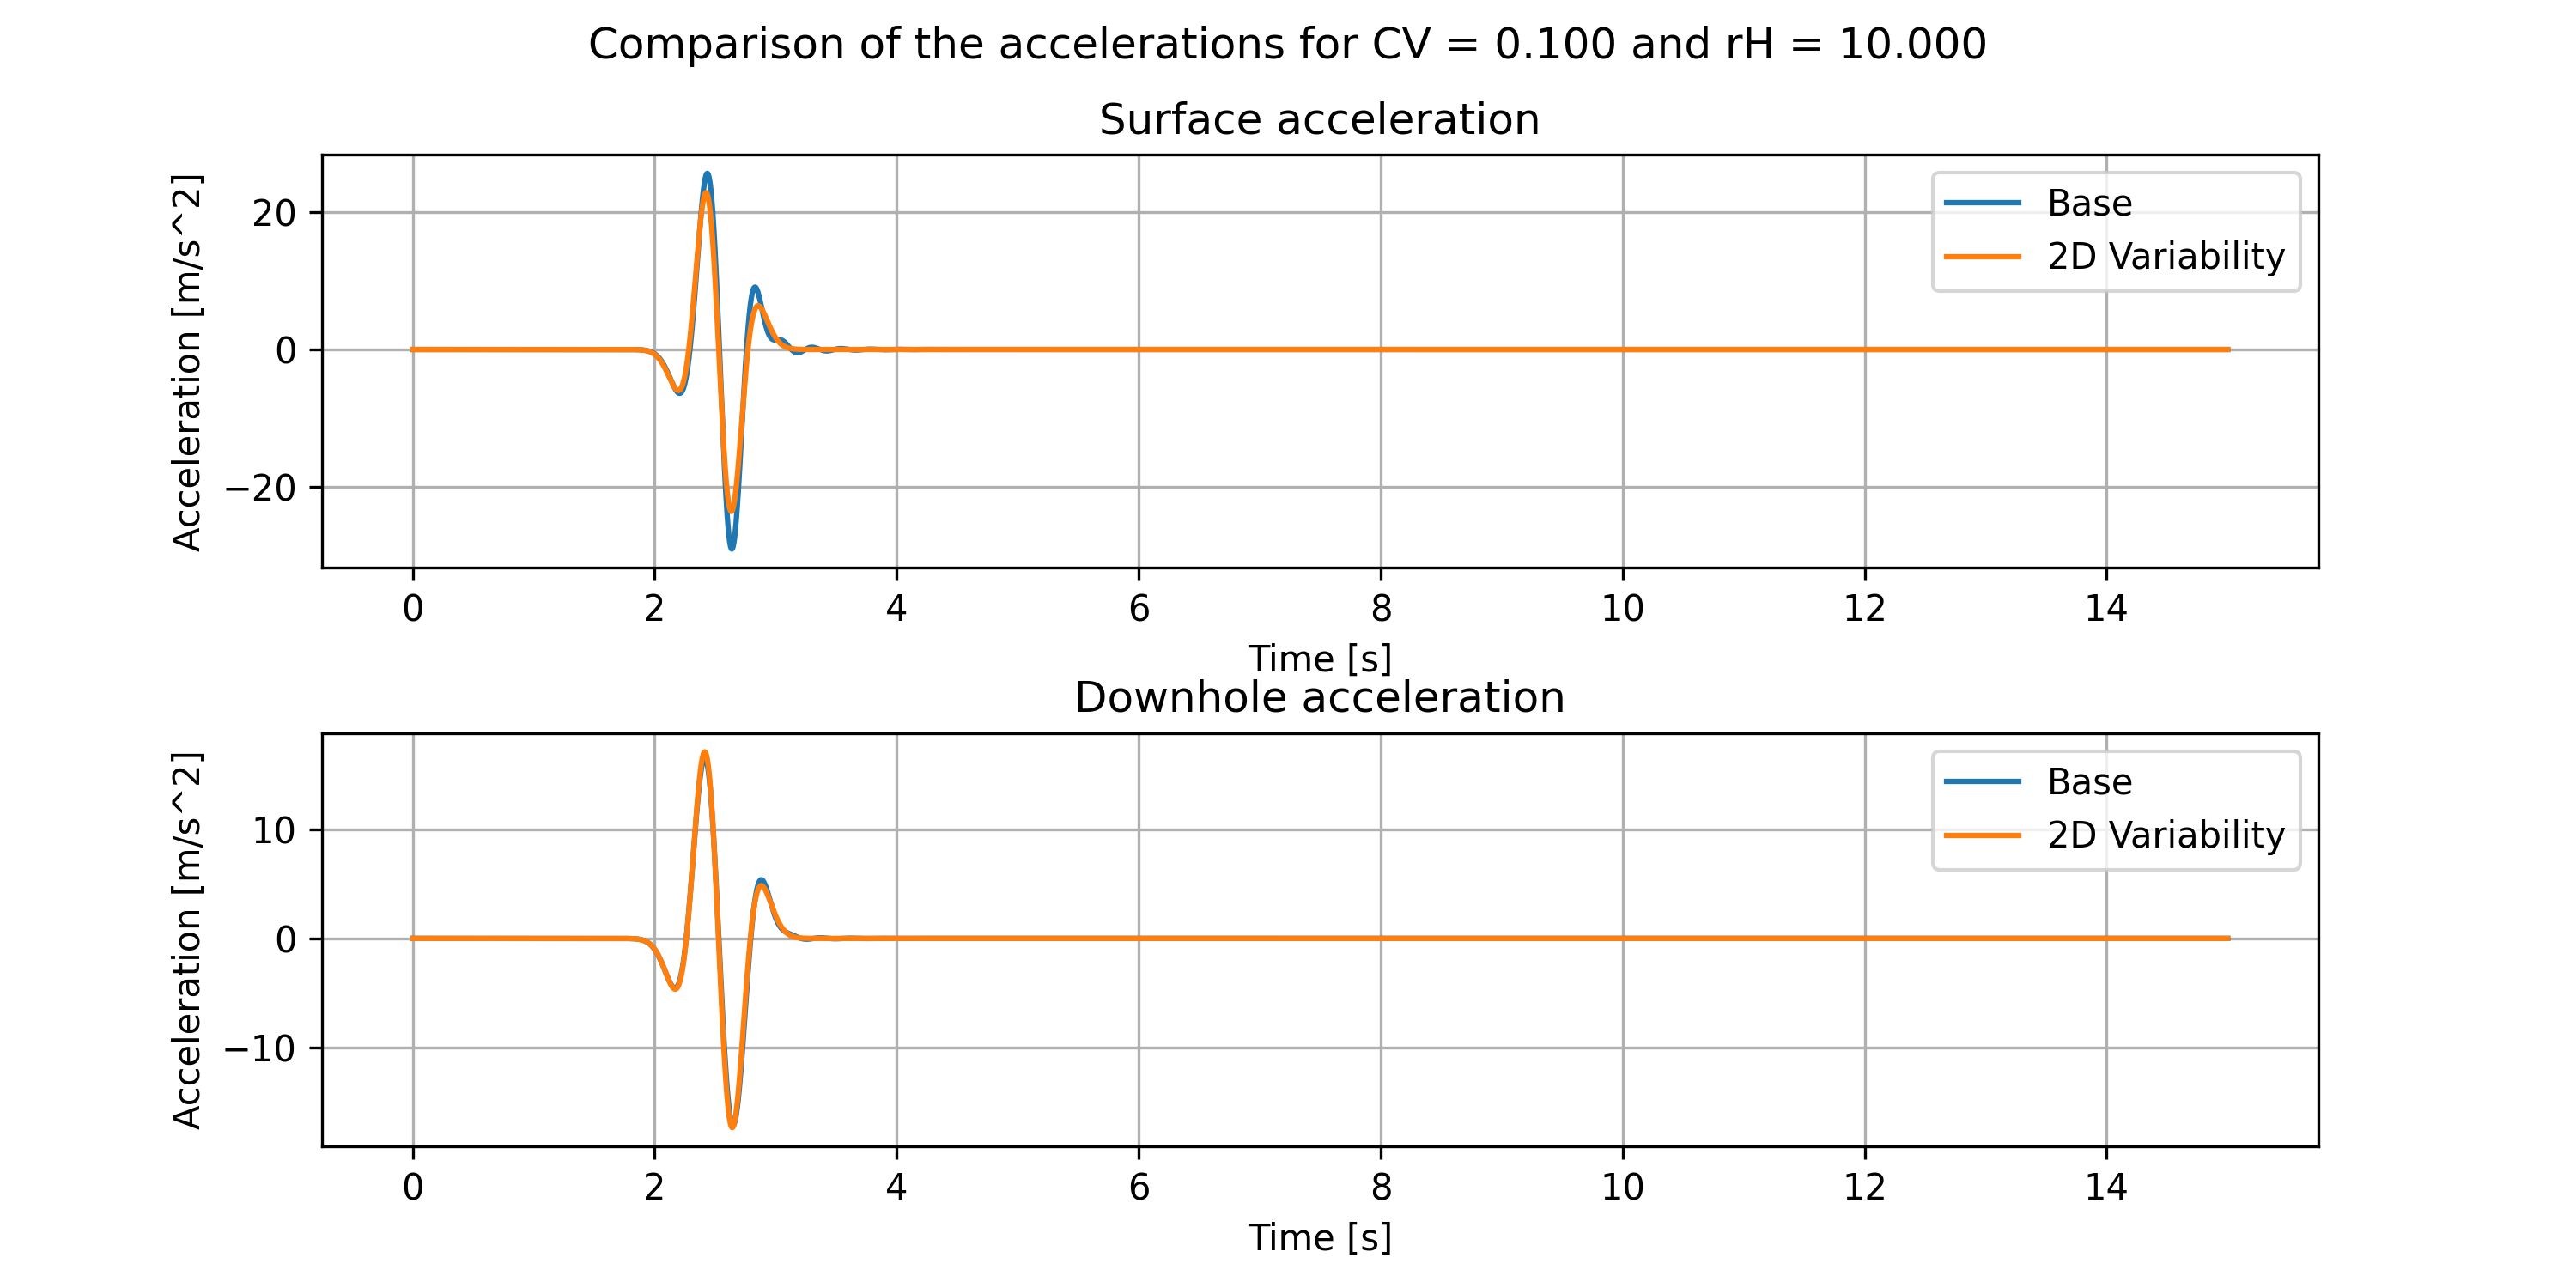 Comparison of the accelerations for CV = 0.100 and rH = 10.000
Surface acceleration
Acceleration [m/s^2]
20
0
−20
Base
2D Variability
0 2 4 6 8 10 12 14
Time [s]
Downhole acceleration
Acceleration [m/s^2]
10
0
−10
Base
2D Variability
0 2 4 6 8 10 12 14
Time [s]